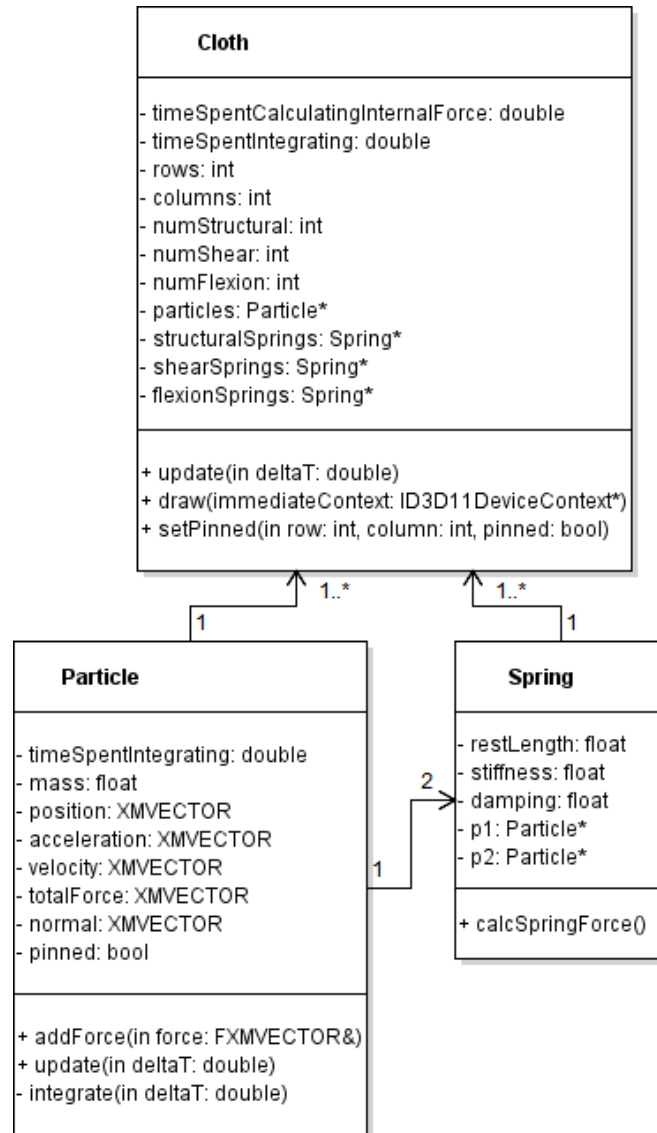 Cloth
- timeSpentCalculatingInternalForce: double
- timeSpentIntegrating: double
- rows: int
- columns: int
- numStructural: int
- numShear: int
- numFlexion: int
- particles: Particle*
- structuralSprings: Spring*
- shearSprings: Spring*
- flexionSprings: Spring*
+ update(in deltaT: double)
+ draw(immediateContext: ID3D11DeviceContext*)
+ setPinned(in row: int, column: int, pinned: bool)
1..*
1..*
1
1
Particle
- timeSpentIntegrating: double
- mass: float
- position: XMVECTOR
- acceleration: XMVECTOR
- velocity: XMVECTOR
- totalForce: XMVECTOR
- normal: XMVECTOR
- pinned: bool
+ addForce(in force: FXMVECTOR&)
+ update(in deltaT: double)
- integrate(in deltaT: double)
2
1
Spring
- restLength: float
- stiffness: float
- damping: float
- p1: Particle*
- p2: Particle*
+ calcSpringForce()